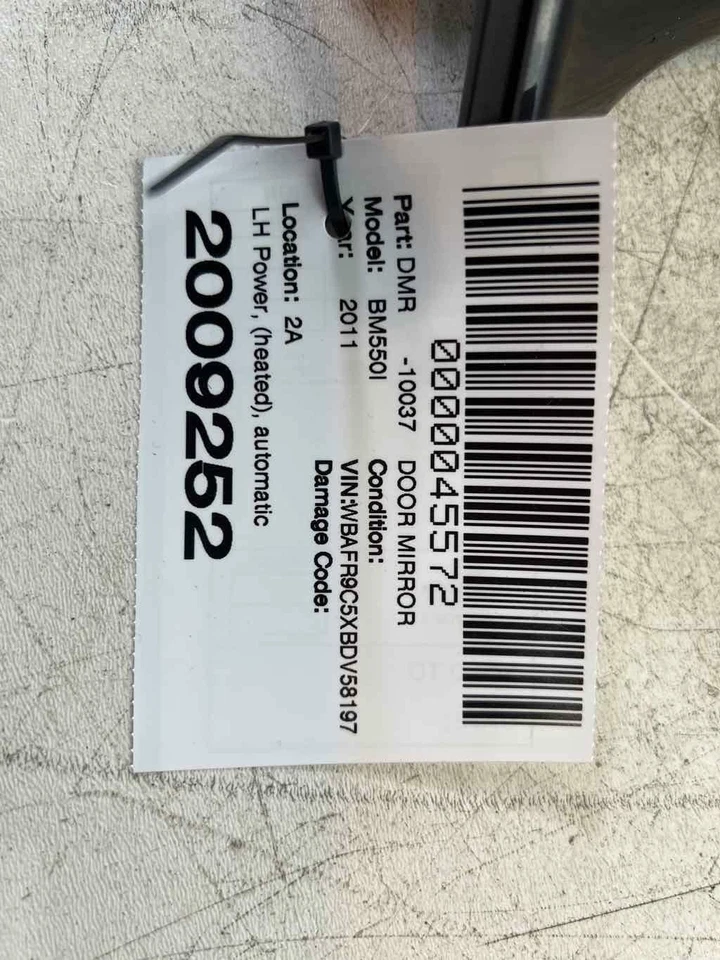 0000045572
Part: DMR -10037 DOOR MIRROR
Model: BM550I Condition:
2011 VIN:WBAFR9C5XBDV58197
Damage Code:
Location: 2A
LH Power, (heated), automatic
2009252